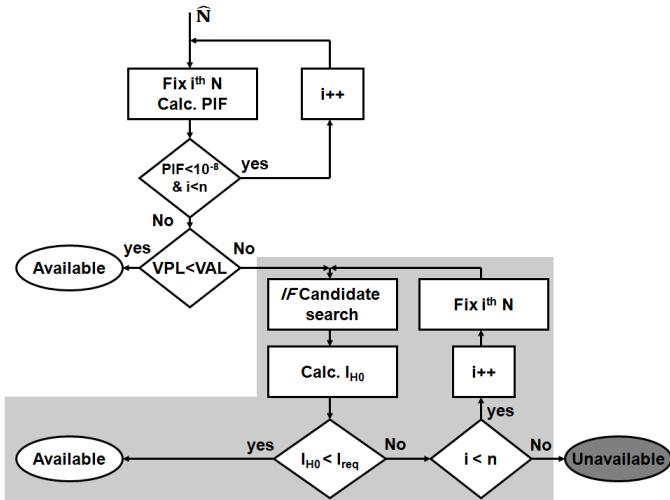 N̂
Fix iᵗʰ N
Calc. PIF
i++
PIF<10⁻⁸
& i<n
yes
No
yes
No
Available
VPL<VAL
IF Candidate
search
Fix iᵗʰ N
Calc. I_H0
i++
yes
yes
No
No
Available
I_H0 < I_req
i < n
Unavailable